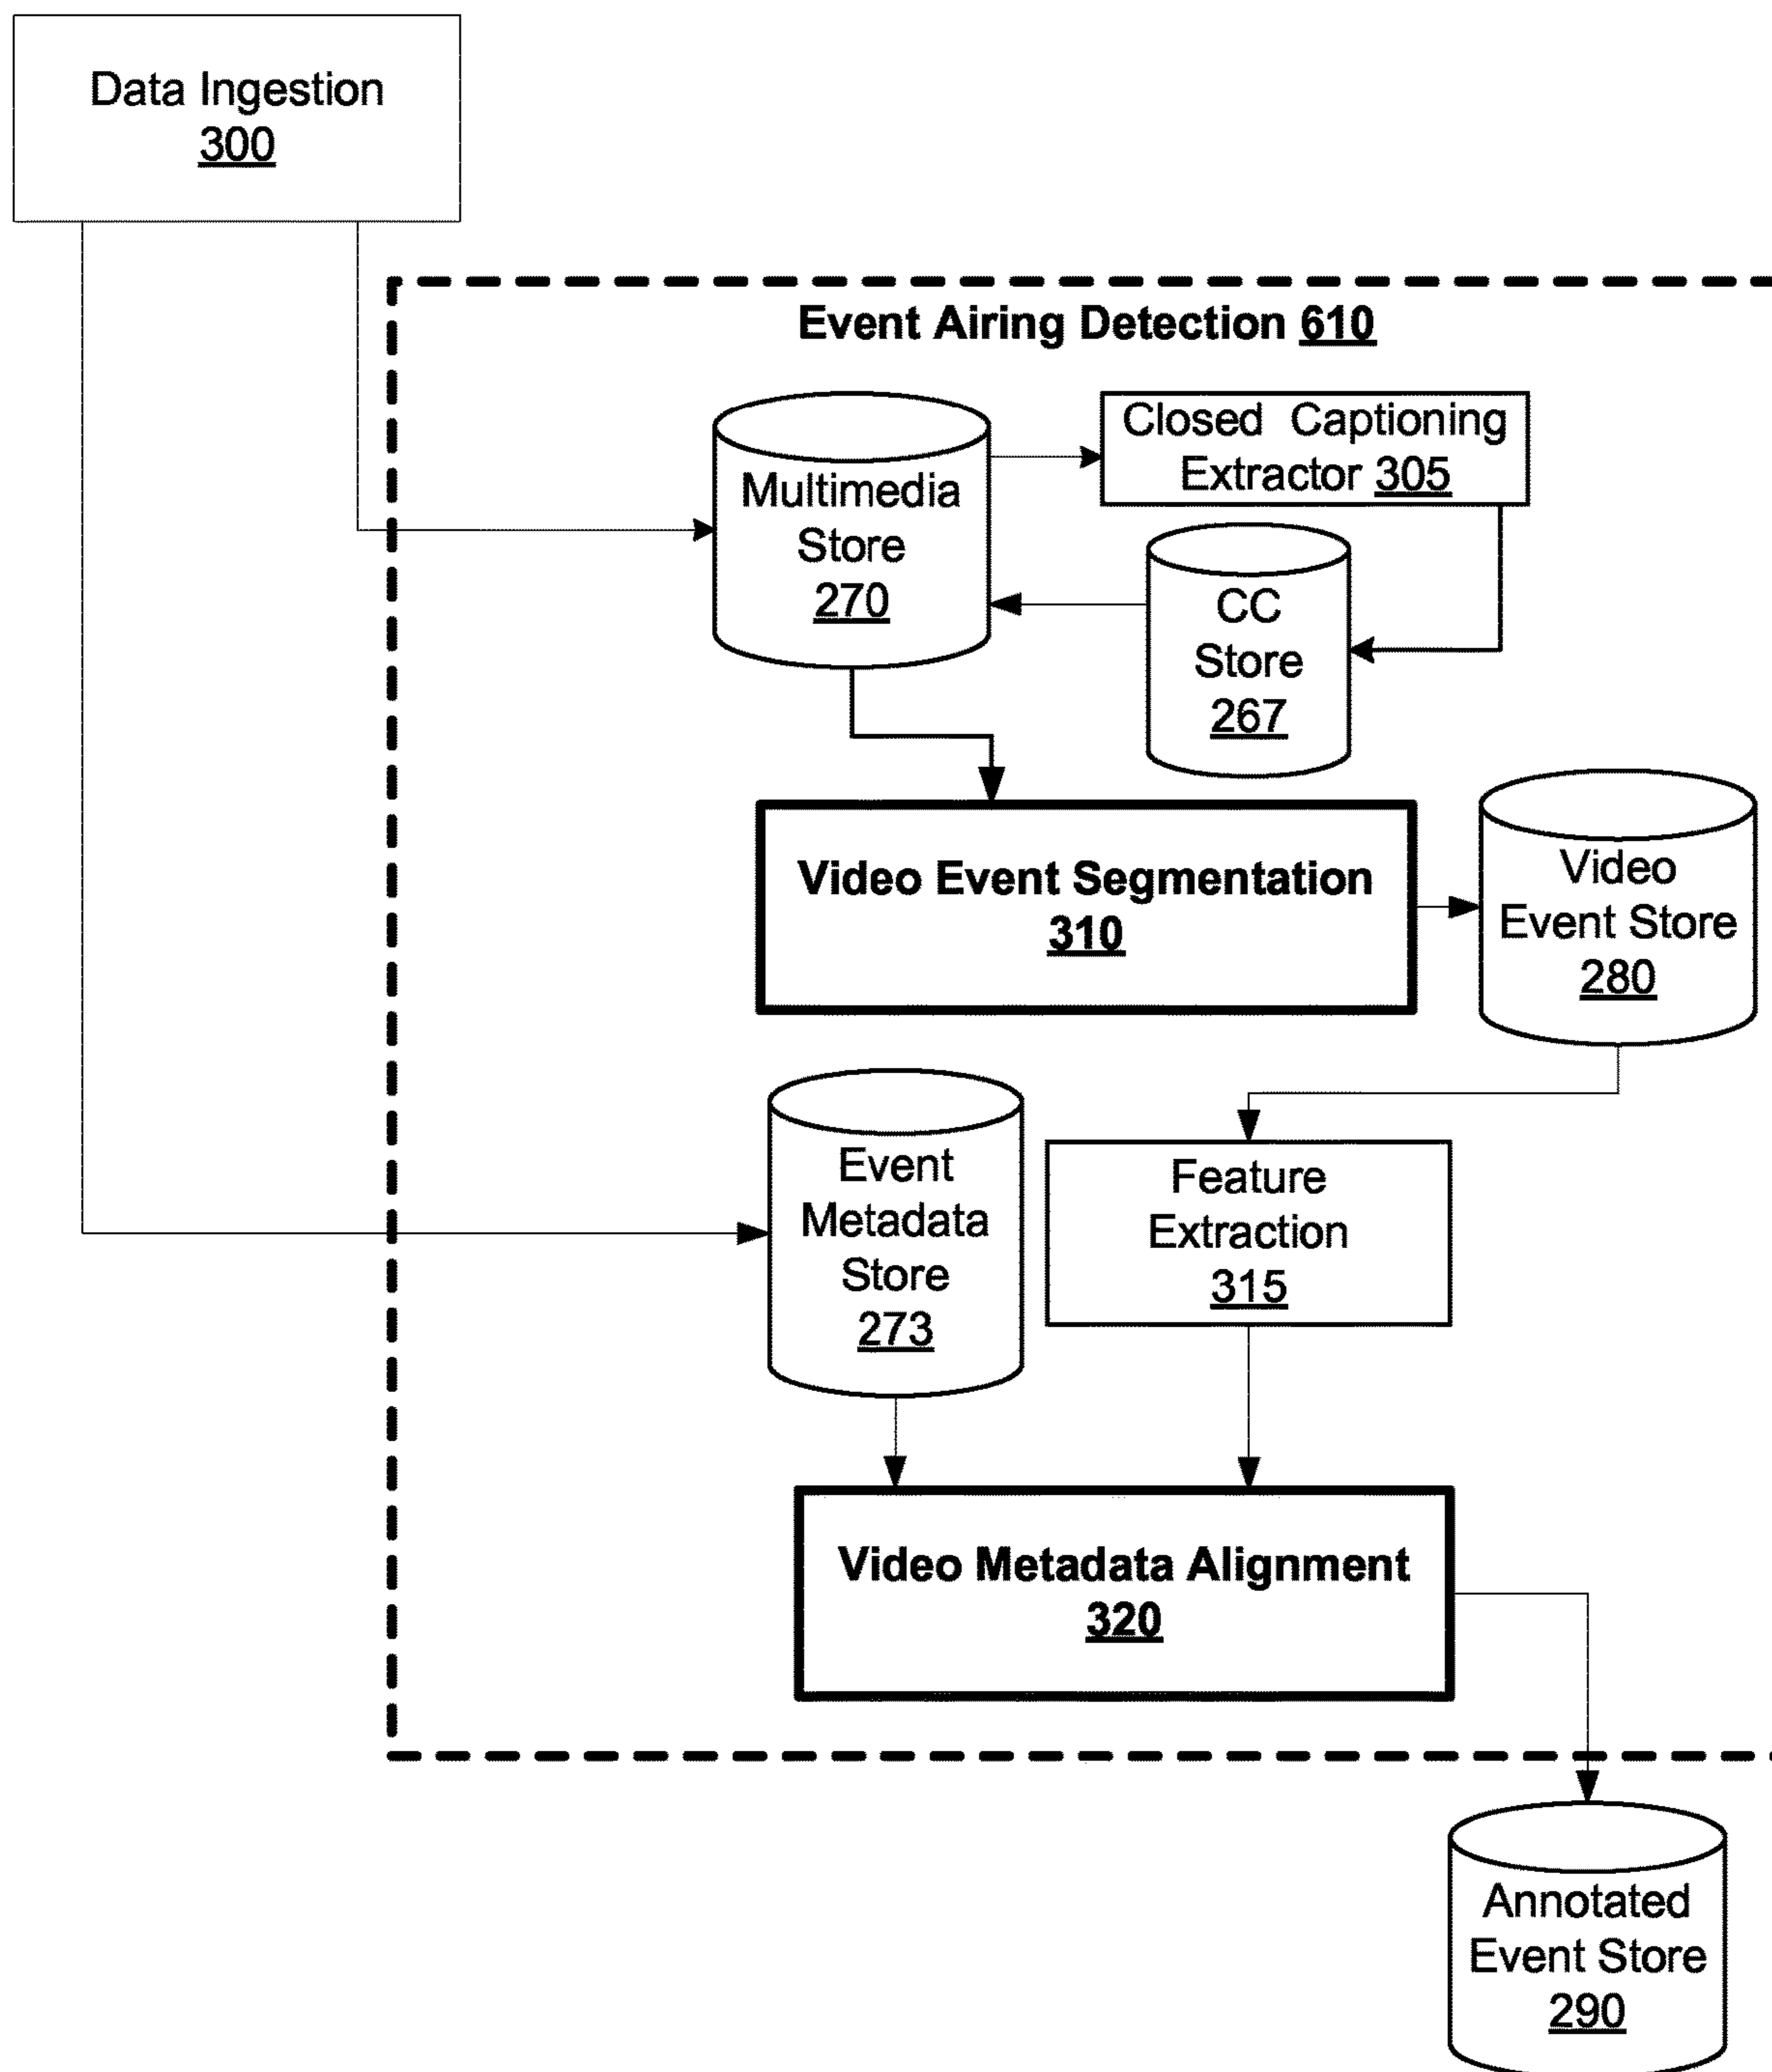 Data Ingestion
300
Event Airing Detection 610
Multimedia
Store
270
Closed Captioning
Extractor 305
CC
Store
267
Video Event Segmentation
310
Video
Event Store
280
Event
Metadata
Store
273
Feature
Extraction
315
Video Metadata Alignment
320
Annotated
Event Store
290